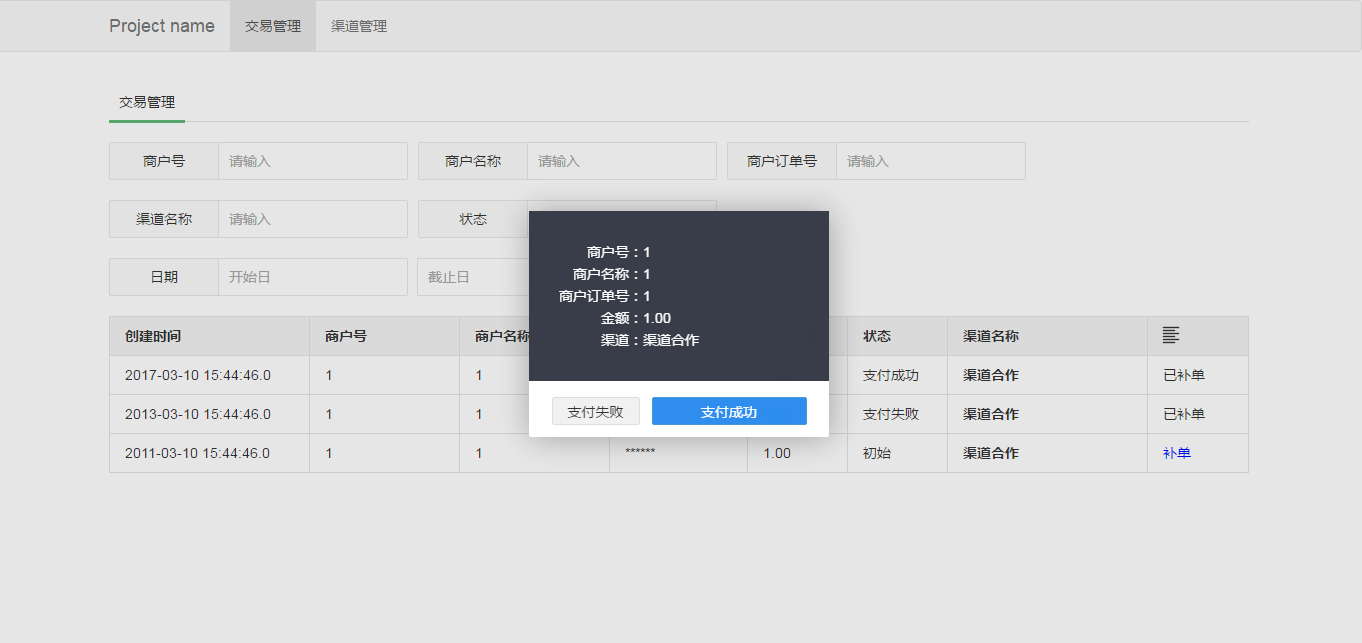 Project name 交易管理 渠道管理
交易管理
商户号 请输入 商户名称 请输入 商户订单号 请输入
渠道名称 请输入 状态
日期 开始日 截止日
商户号：1
商户名称：1
商户订单号：1
金额：1.00
渠道：渠道合作
支付失败 支付成功
创建时间 商户号 商户名称 状态 渠道名称
2017-03-10 15:44:46.0 1 1 支付成功 渠道合作 已补单
2013-03-10 15:44:46.0 1 1 支付失败 渠道合作 已补单
2011-03-10 15:44:46.0 1 1 ****** 1.00 初始 渠道合作 补单